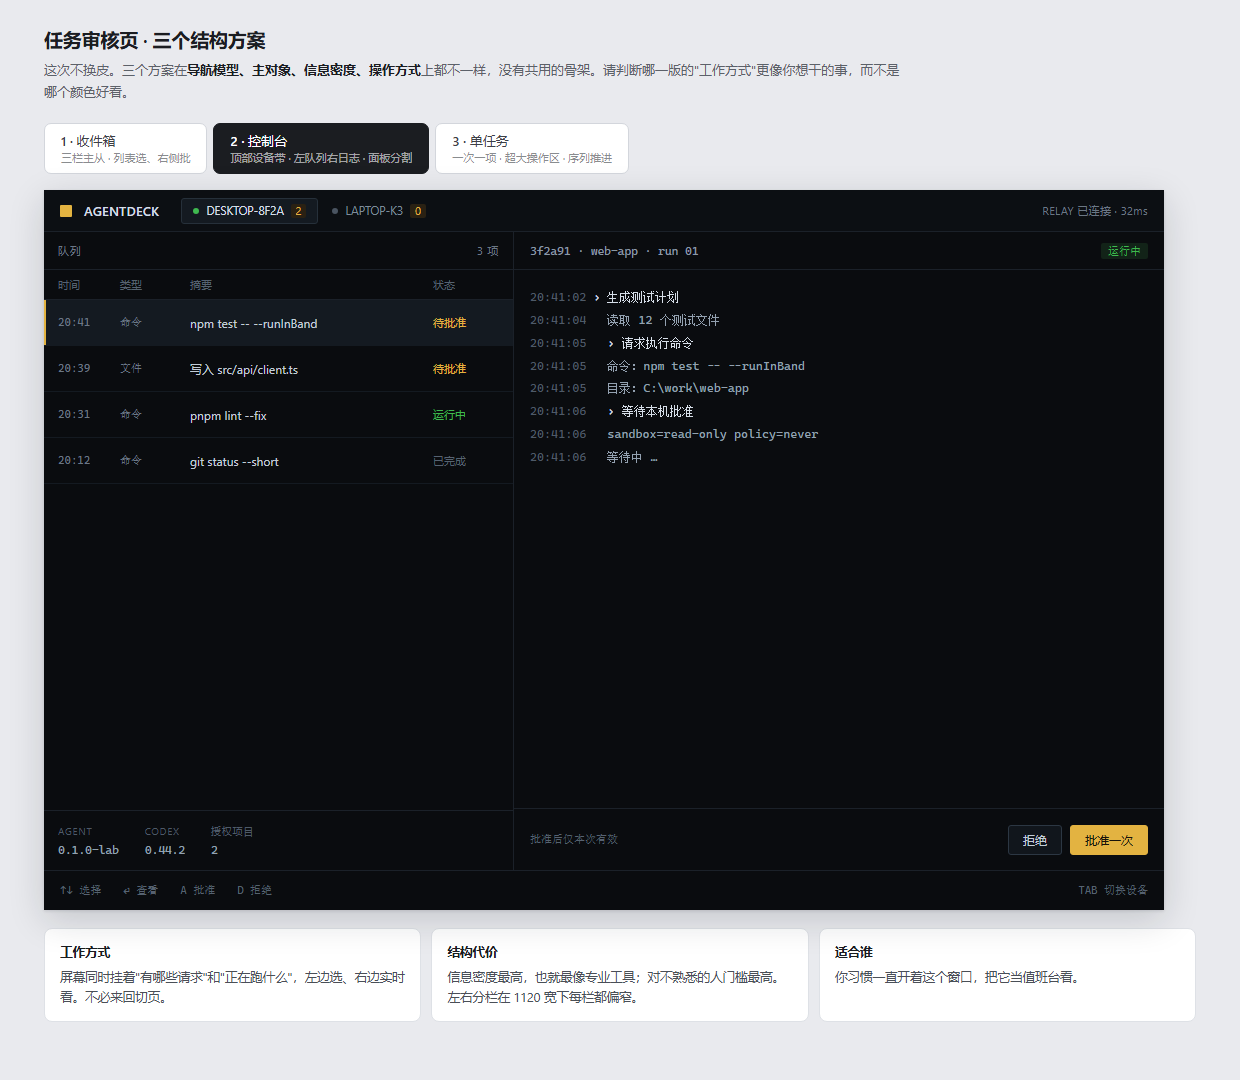 任务审核页 · 三个结构方案
这次不换皮。三个方案在导航模型、主对象、信息密度、操作方式上都不一样，没有共用的骨架。请判断哪一版的"工作方式"更像你想干的事，而不是
哪个颜色好看。
1 · 收件箱
三栏主从 · 列表选、右侧批
2 · 控制台
顶部设备带 · 左队列右日志 · 面板分割
3 · 单任务
一次一项 · 超大操作区 · 序列推进
AGENTDECK
DESKTOP-8F2A 2
LAPTOP-K3 0
RELAY 已连接 · 32ms
队列 3 项
时间 类型 摘要 状态
20:41 命令 npm test -- --runInBand 待批准
20:39 文件 写入 src/api/client.ts 待批准
20:31 命令 pnpm lint --fix 运行中
20:12 命令 git status --short 已完成
AGENT CODEX 授权项目
0.1.0-lab 0.44.2 2
3f2a91 · web-app · run 01 运行中
20:41:02 › 生成测试计划
20:41:04 读取 12 个测试文件
20:41:05 › 请求执行命令
20:41:05 命令: npm test -- --runInBand
20:41:05 目录: C:\work\web-app
20:41:06 › 等待本机批准
20:41:06 sandbox=read-only policy=never
20:41:06 等待中 …
批准后仅本次有效 拒绝 批准一次
↑↓ 选择 ↵ 查看 A 批准 D 拒绝 TAB 切换设备
工作方式
屏幕同时挂着"有哪些请求"和"正在跑什么"，左边选、右边实时
看。不必来回切页。
结构代价
信息密度最高，也就最像专业工具；对不熟悉的人门槛最高。
左右分栏在 1120 宽下每栏都偏窄。
适合谁
你习惯一直开着这个窗口，把它当值班台看。